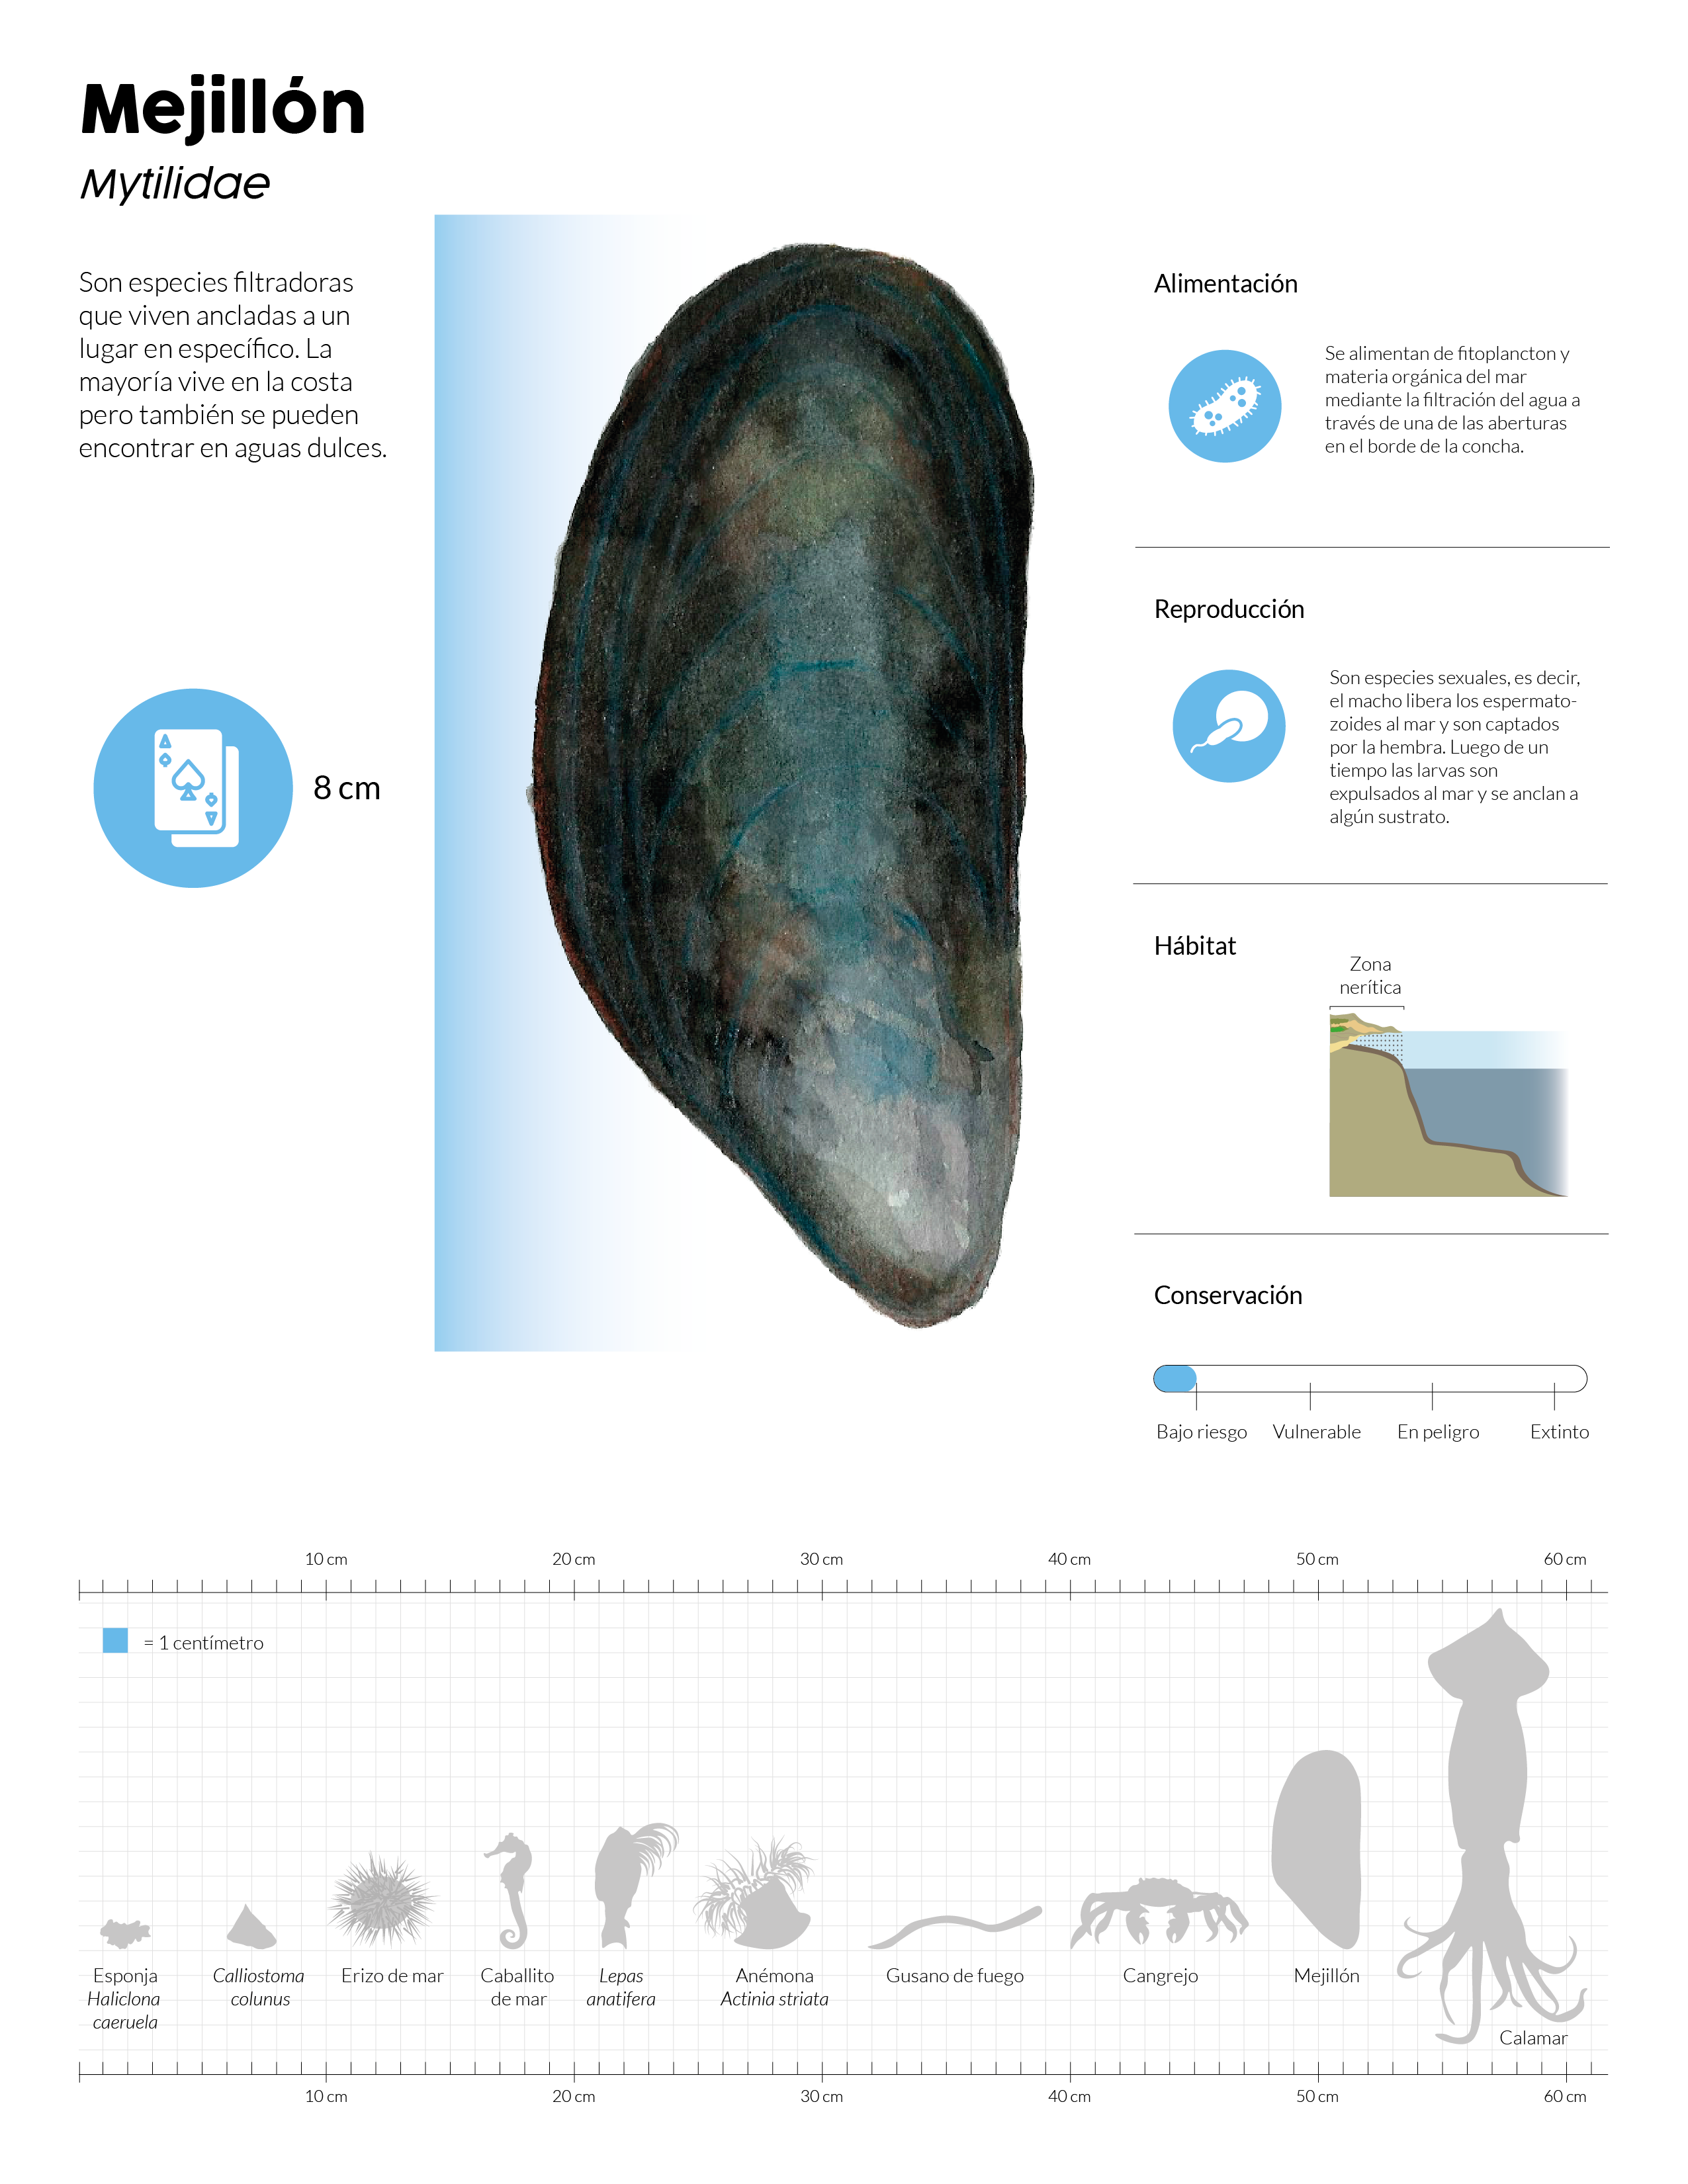 Mejillón
Mytilidae
Son especies filtradoras
que viven ancladas a un
lugar en específico. La
mayoría vive en la costa
pero también se pueden
encontrar en aguas dulces.
A
A
8 cm
Alimentación
Se alimentan de fitoplancton y
materia orgánica del mar
mediante la filtración del agua a
través de una de las aberturas
en el borde de la concha.
Reproducción
Son especies sexuales, es decir,
el macho libera los espermato-
zoides al mar y son captados
por la hembra. Luego de un
tiempo las larvas son
expulsados al mar y se anclan a
algún sustrato.
Hábitat
Zona
nerítica
Conservación
Bajo riesgo Vulnerable En peligro Extinto
10 cm 20 cm 30 cm 40 cm 50 cm 60 cm
= 1 centímetro
Esponja
Haliclona
caeruela
Calliostoma
colunus
Erizo de mar
Caballito
de mar
Lepas
anatifera
Anémona
Actinia striata
Gusano de fuego
Cangrejo
Mejillón
Calamar
10 cm 20 cm 30 cm 40 cm 50 cm 60 cm